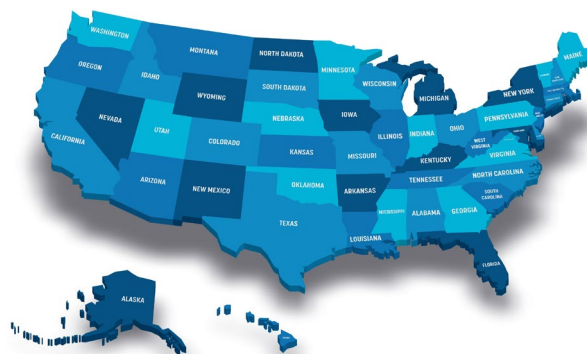 WASHINGTON
MONTANA
NORTH DAKOTA
MINNESOTA
MAINE
OREGON
IDAHO
SOUTH DAKOTA
WISCONSIN
MICHIGAN
NEW YORK
WYOMING
IOWA
PENNSYLVANIA
NEVADA
NEBRASKA
ILLINOIS
INDIANA
OHIO
UTAH
COLORADO
WEST
VIRGINIA
CALIFORNIA
KANSAS
MISSOURI
KENTUCKY
VIRGINIA
ARIZONA
NEW MEXICO
OKLAHOMA
ARKANSAS
TENNESSEE
NORTH CAROLINA
SOUTH
CAROLINA
TEXAS
MISSISSIPPI
ALABAMA
GEORGIA
LOUISIANA
FLORIDA
ALASKA